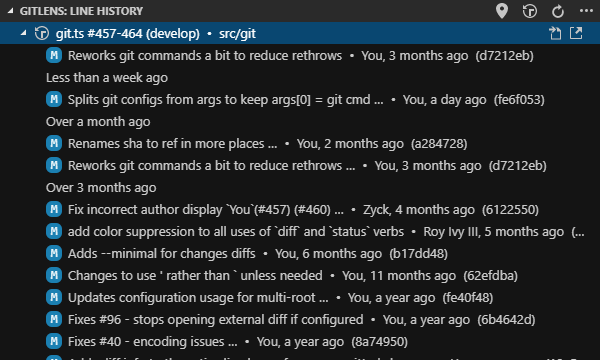 GITLENS: LINE HISTORY
git.ts #457-464 (develop) • src/git
M Reworks git commands a bit to reduce rethrows • You, 3 months ago (d7212eb)
Less than a week ago
M Splits git configs from args to keep args[0] = git cmd ... • You, a day ago (fe6f053)
Over a month ago
M Renames sha to ref in more places ... • You, 2 months ago (a284728)
M Reworks git commands a bit to reduce rethrows ... • You, 3 months ago (d7212eb)
Over 3 months ago
M Fix incorrect author display `You`(#457) (#460) ... • Zyck, 4 months ago (6122550)
M add color suppression to all uses of `diff` and `status` verbs • Roy Ivy III, 5 months ago (...
M Adds --minimal for changes diffs • You, 6 months ago (b17dd48)
M Changes to use ' rather than ` unless needed • You, 11 months ago (62efdba)
M Updates configuration usage for multi-root ... • You, a year ago (fe40f48)
M Fixes #96 - stops opening external diff if configured • You, a year ago (6b4642d)
M Fixes #40 - encoding issues ... • You, a year ago (8a74950)